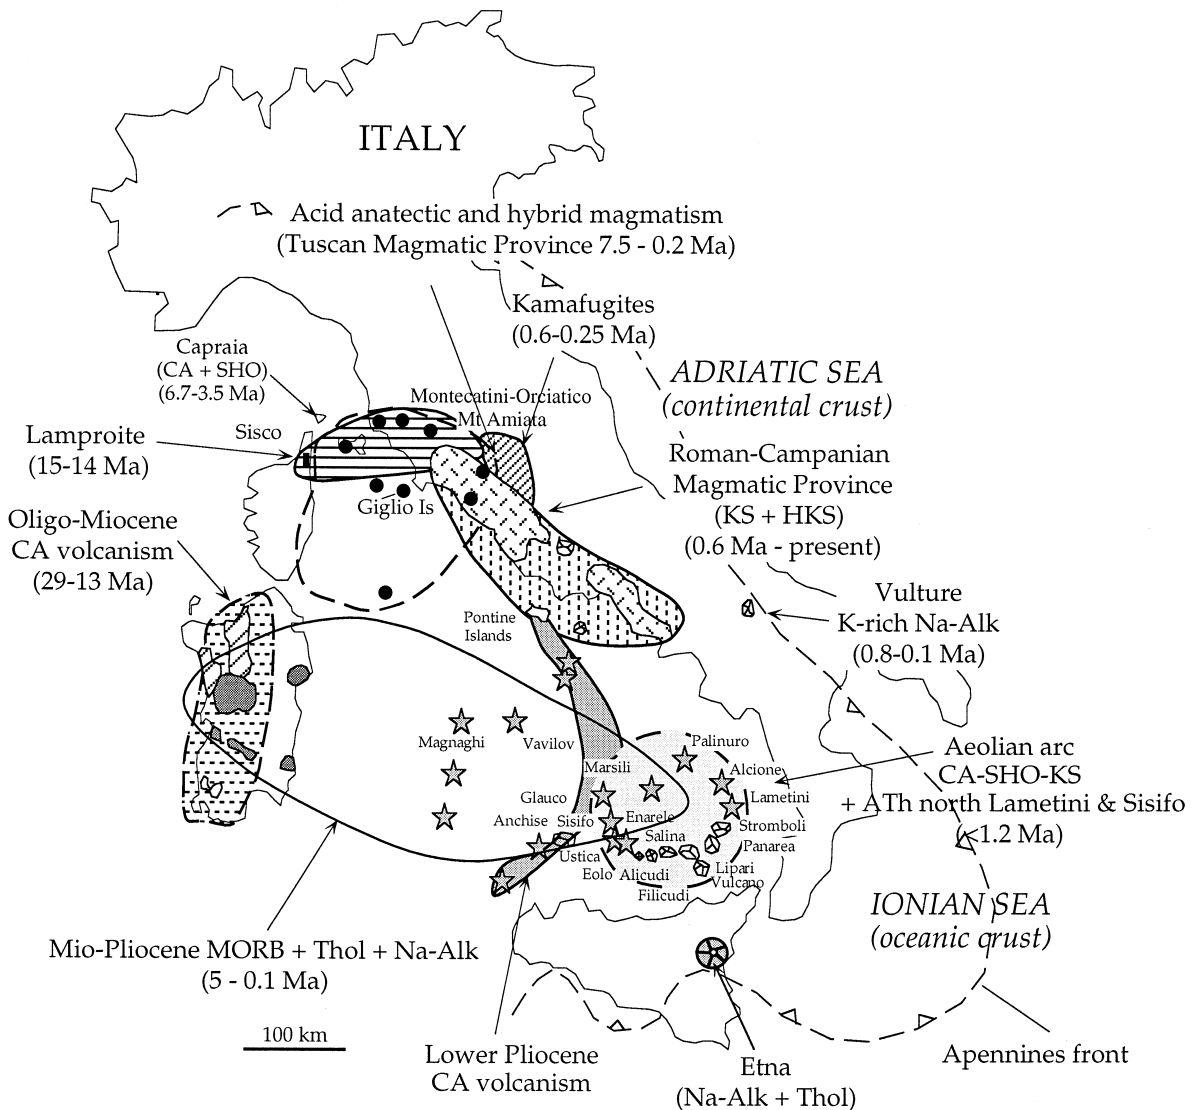 ITALY
Acid anatectic and hybrid magmatism
(Tuscan Magmatic Province 7.5 - 0.2 Ma)
Kamafugites
(0.6-0.25 Ma)
Capraia
(CA + SHO)
(6.7-3.5 Ma)
ADRIATIC SEA
(continental crust)
Montecatini-Orciatico
Mt Amiata
Sisco
Lamproite
(15-14 Ma)
Roman-Campanian
Magmatic Province
(KS + HKS)
(0.6 Ma - present)
Giglio Is
Oligo-Miocene
CA volcanism
(29-13 Ma)
Vulture
K-rich Na-Alk
(0.8-0.1 Ma)
Pontine
Islands
Magnaghi
Vavilov
Palinuro
Marsili
Alcione
Lametini
Glauco
Anchise
Sisifo
Enarele
Stromboli
Salina
Panarea
Ustica
Eolo
Alicudi
Lipari
Vulcano
Filicudi
Aeolian arc
CA-SHO-KS
+ ATh north Lametini & Sisifo
(<1.2 Ma)
IONIAN SEA
(oceanic crust)
Mio-Pliocene MORB + Thol + Na-Alk
(5 - 0.1 Ma)
100 km
Lower Pliocene
CA volcanism
Etna
(Na-Alk + Thol)
Apennines front